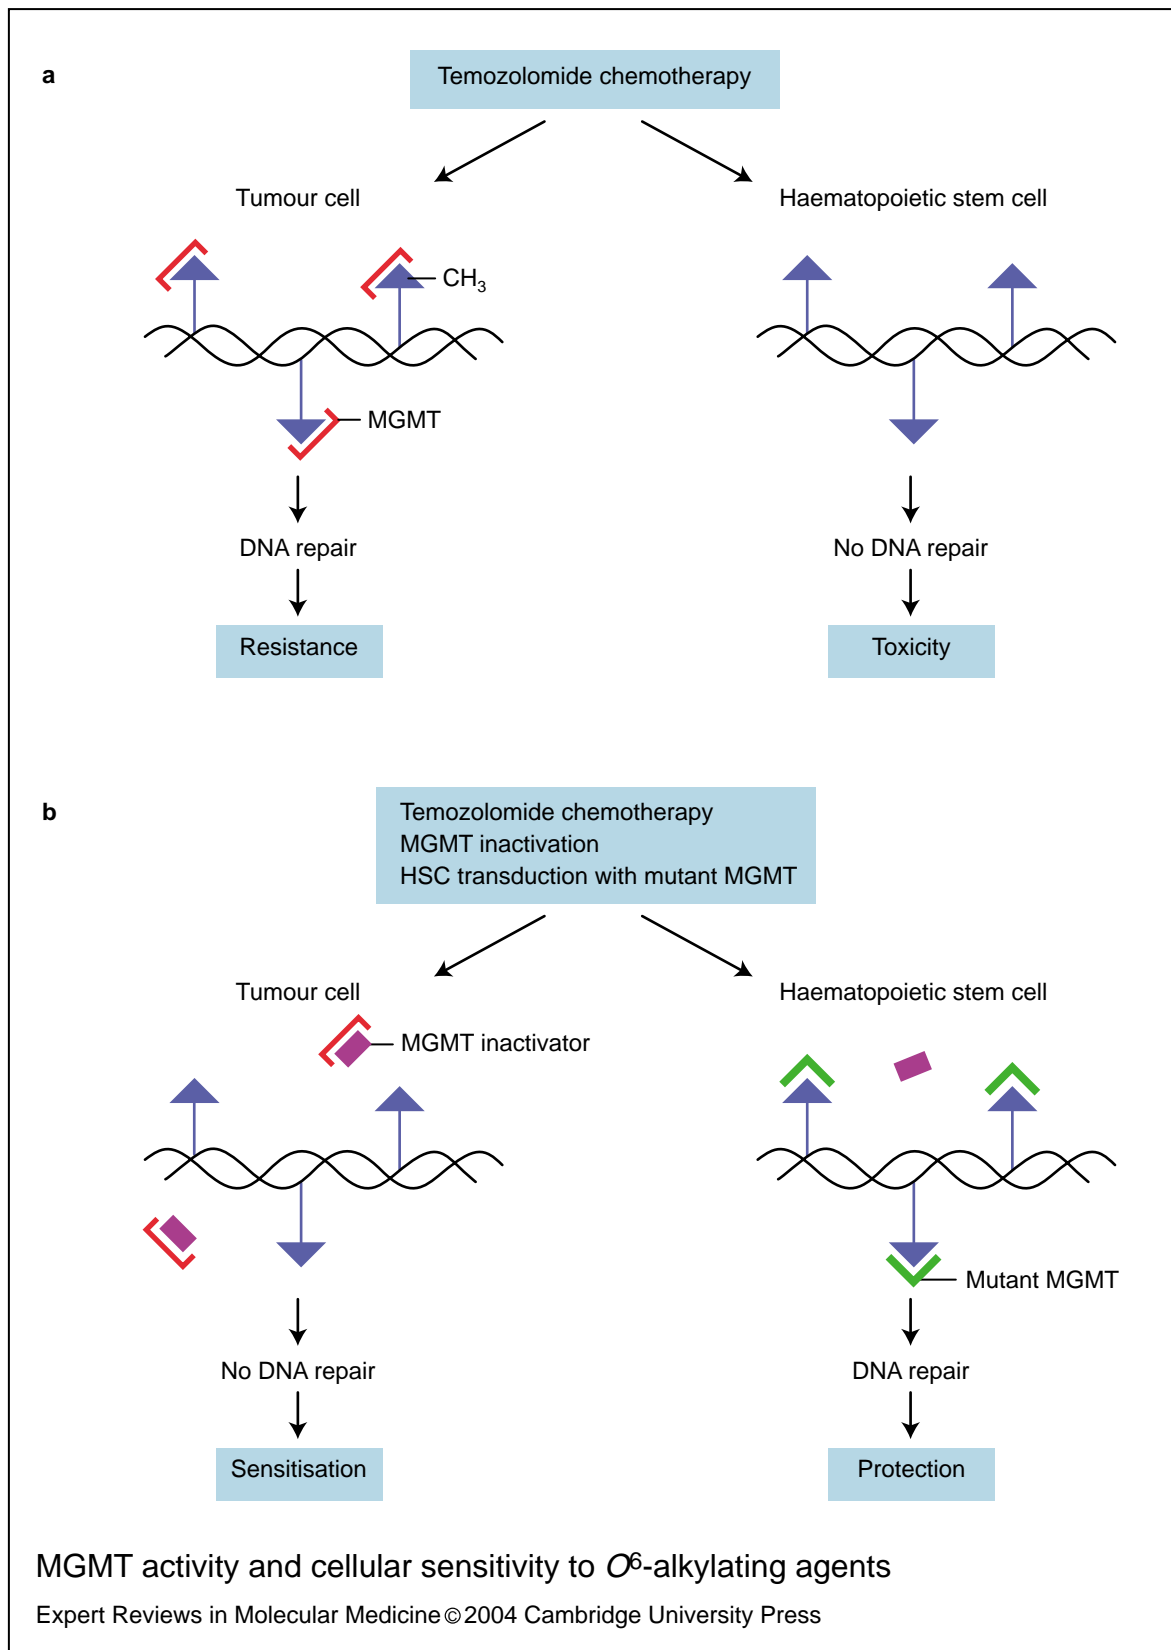 a
Temozolomide chemotherapy
Tumour cell
Haematopoietic stem cell
CH₃
MGMT
DNA repair
No DNA repair
Resistance
Toxicity
b
Temozolomide chemotherapy
MGMT inactivation
HSC transduction with mutant MGMT
Tumour cell
Haematopoietic stem cell
MGMT inactivator
Mutant MGMT
No DNA repair
DNA repair
Sensitisation
Protection
MGMT activity and cellular sensitivity to O⁶-alkylating agents
Expert Reviews in Molecular Medicine © 2004 Cambridge University Press